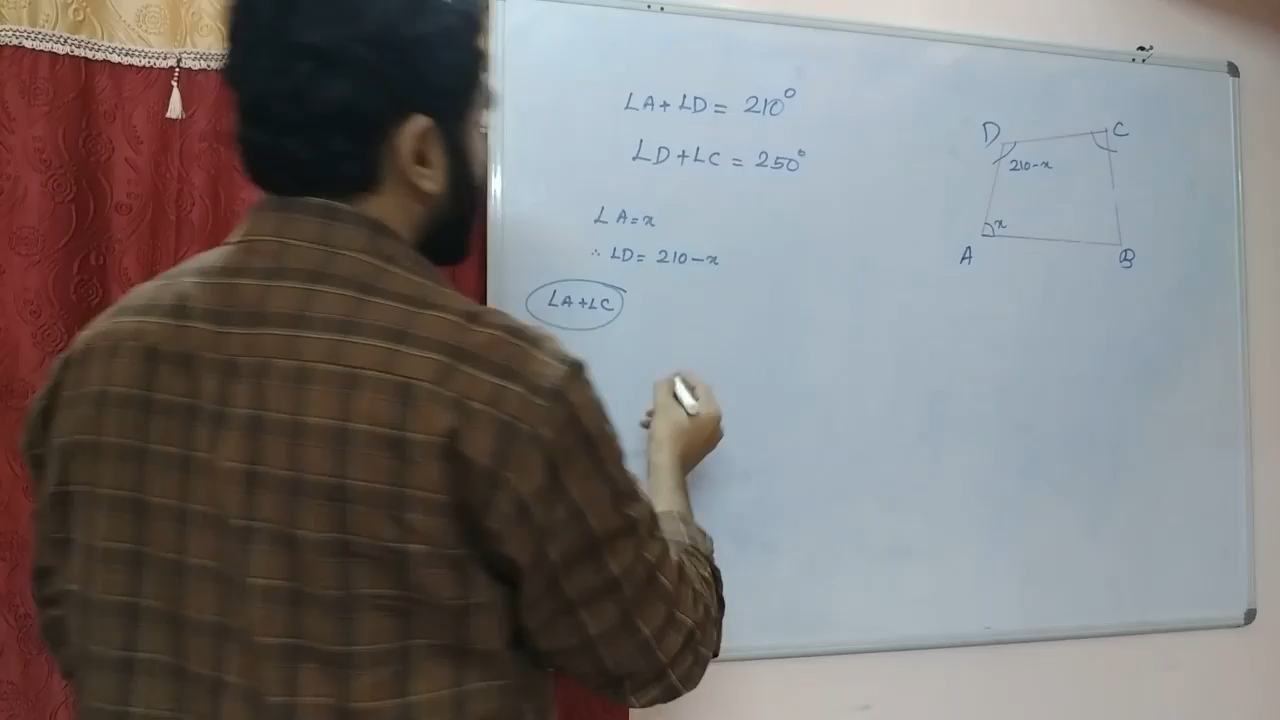 ∠A+∠D = 210°
∠D+∠C = 250°
∠A=x
∴ ∠D= 210-x
∠A+∠C
D C
210-x
x
A B